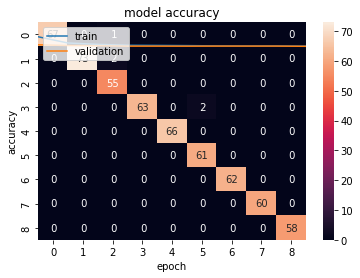 model accuracy
train
validation
0 1 0 0 0 0 0 0
1 0 0 0 0 0 0 0
2 0 0 55 0 0 0 0 0 0
3 0 0 0 63 0 2 0 0 0
4 0 0 0 0 66 0 0 0 0
5 0 0 0 0 0 61 0 0 0
6 0 0 0 0 0 0 62 0 0
7 0 0 0 0 0 0 0 60 0
8 0 0 0 0 0 0 0 0 58
accuracy
0 1 2 3 4 5 6 7 8
epoch
70
60
50
40
30
20
10
0